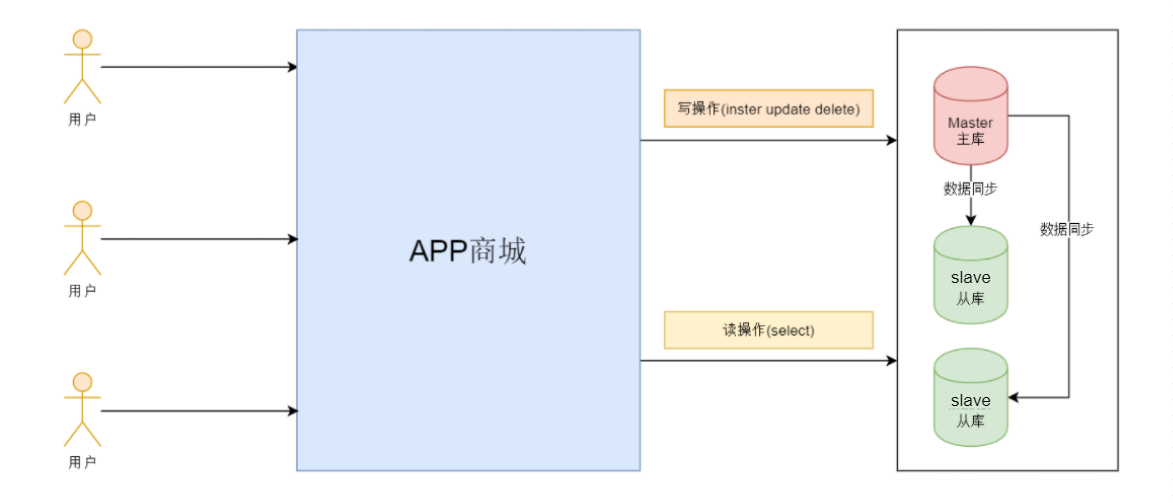 用户
用户
用户
APP商城
写操作(inster update delete)
读操作(select)
Master
主库
数据同步
数据同步
slave
从库
slave
从库